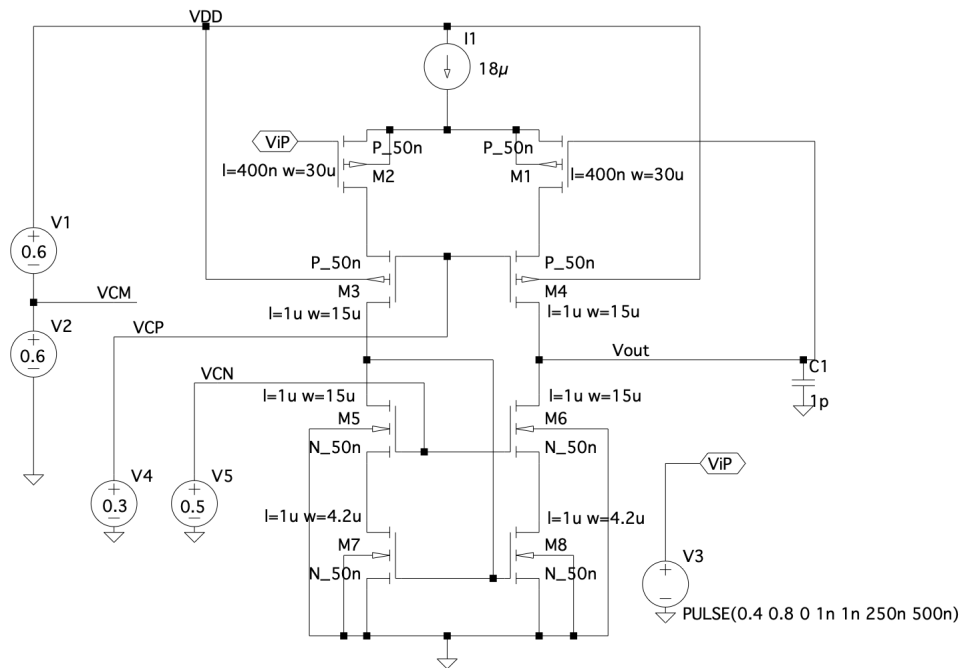 VDD
I1
18µ
ViP
P_50n
P_50n
M2
M1
l=400n w=30u
l=400n w=30u
V1
0.6
P_50n
P_50n
VCM
M3
M4
l=1u w=15u
l=1u w=15u
V2
VCP
0.6
Vout
C1
VCN
l=1u w=15u
l=1u w=15u
1p
M5
M6
N_50n
N_50n
ViP
V4
V5
0.3
0.5
l=1u w=4.2u
l=1u w=4.2u
M7
M8
V3
N_50n
N_50n
PULSE(0.4 0.8 0 1n 1n 250n 500n)